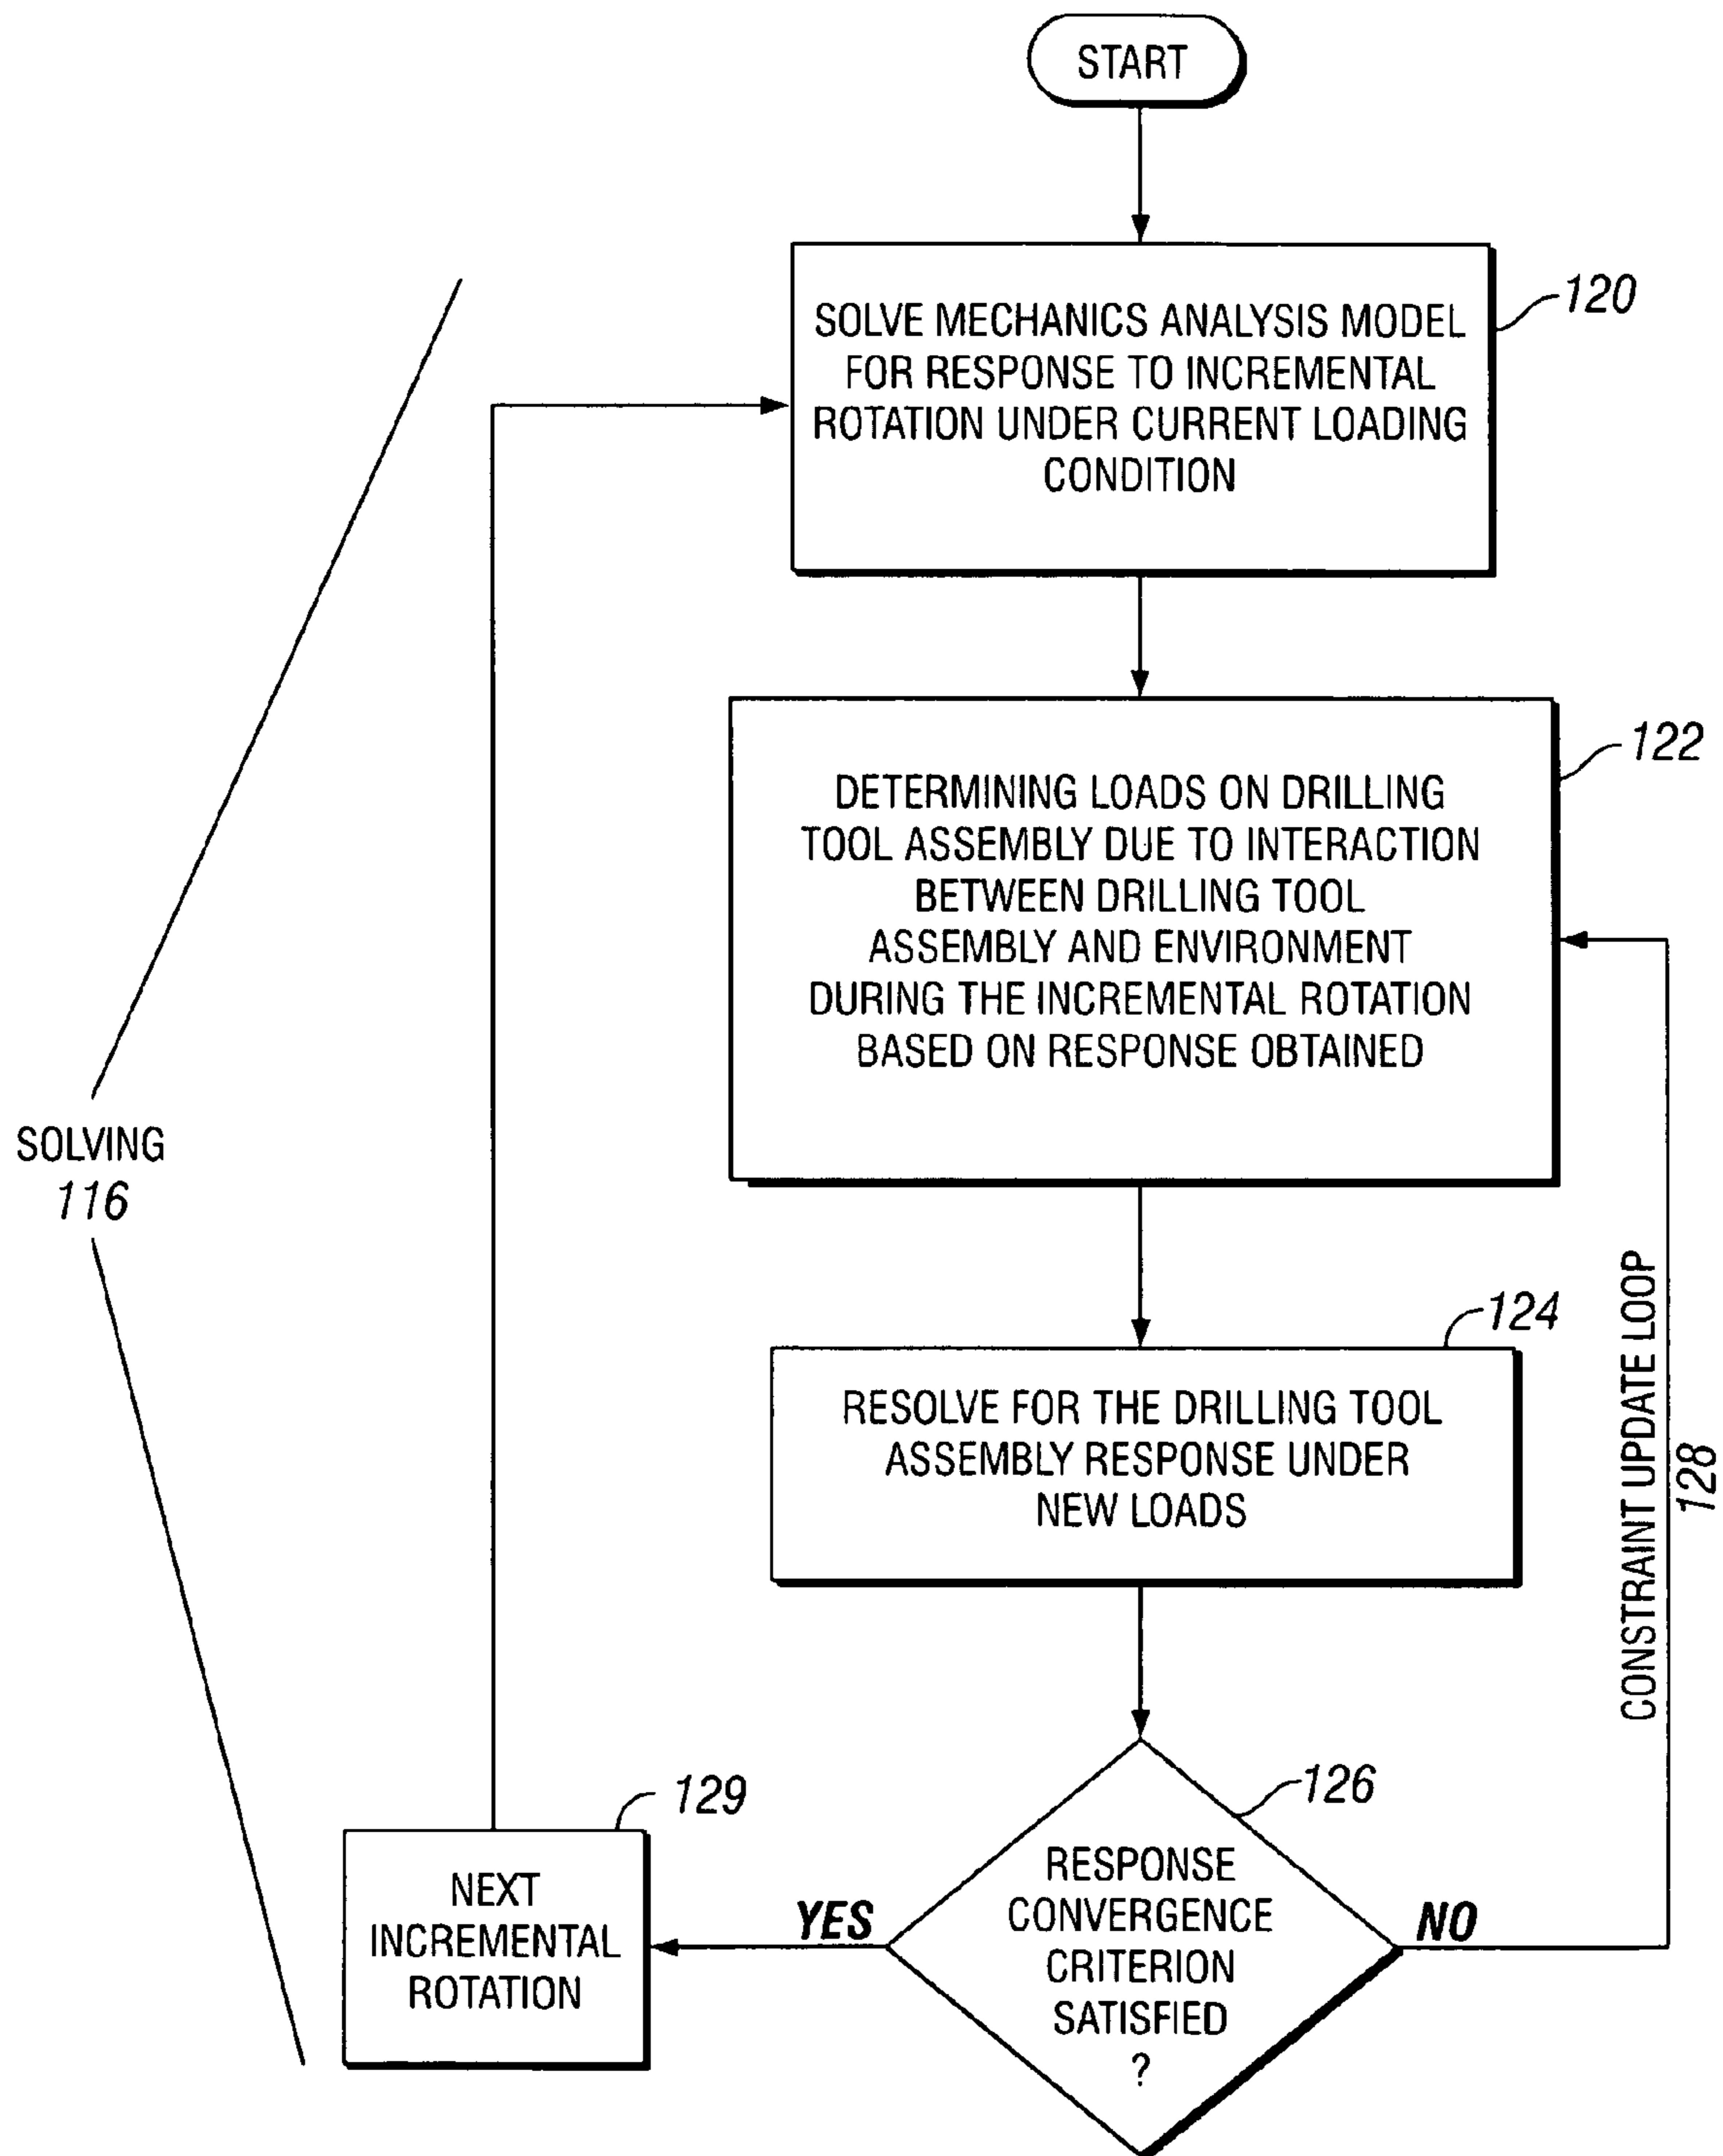 START
120
SOLVE MECHANICS ANALYSIS MODEL
FOR RESPONSE TO INCREMENTAL
ROTATION UNDER CURRENT LOADING
CONDITION
122
DETERMINING LOADS ON DRILLING
TOOL ASSEMBLY DUE TO INTERACTION
BETWEEN DRILLING TOOL
ASSEMBLY AND ENVIRONMENT
DURING THE INCREMENTAL ROTATION
BASED ON RESPONSE OBTAINED
SOLVING
116
124
RESOLVE FOR THE DRILLING TOOL
ASSEMBLY RESPONSE UNDER
NEW LOADS
CONSTRAINT UPDATE LOOP
128
126
RESPONSE
CONVERGENCE
CRITERION
SATISFIED
?
YES
NO
129
NEXT
INCREMENTAL
ROTATION